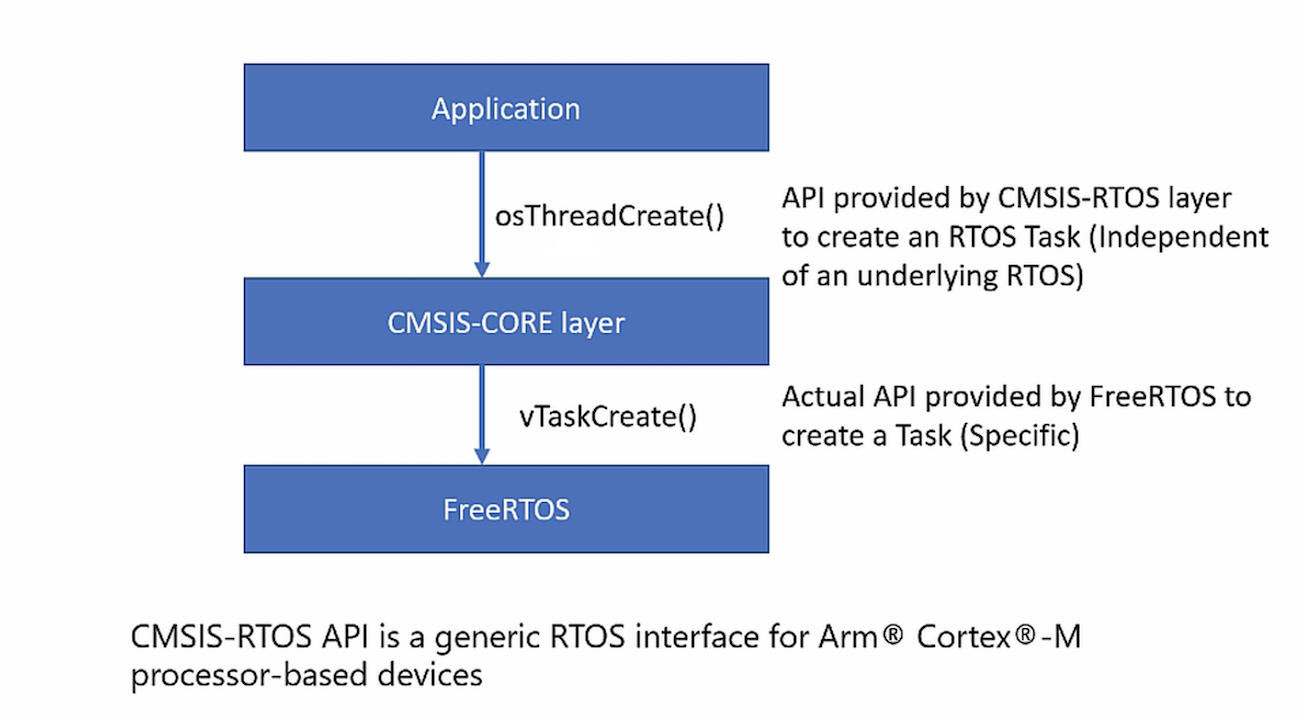 Application
osThreadCreate()
API provided by CMSIS-RTOS layer
to create an RTOS Task (Independent
of an underlying RTOS)
CMSIS-CORE layer
vTaskCreate()
Actual API provided by FreeRTOS to
create a Task (Specific)
FreeRTOS
CMSIS-RTOS API is a generic RTOS interface for Arm® Cortex®-M
processor-based devices